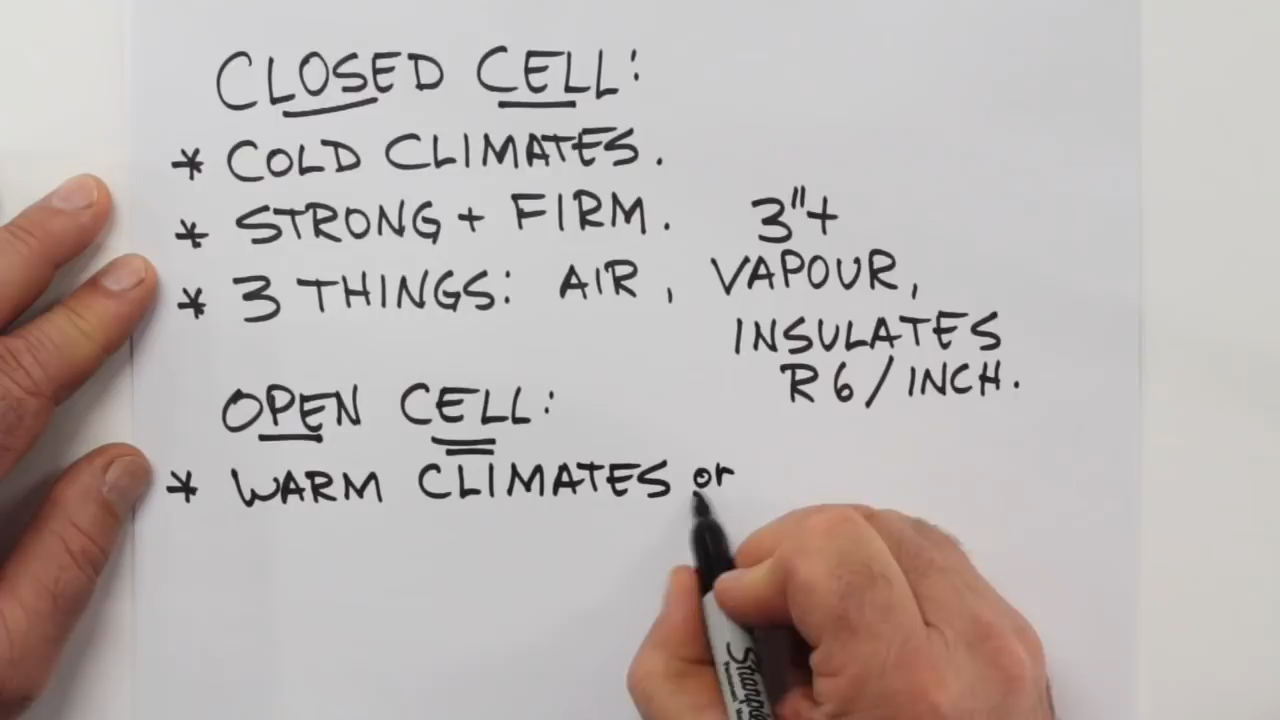 CLOSED CELL:
* COLD CLIMATES.
* STRONG + FIRM.
3"+
* 3 THINGS: AIR, VAPOUR,
INSULATES
R6/INCH.
OPEN CELL:
* WARM CLIMATES or
Sharpie